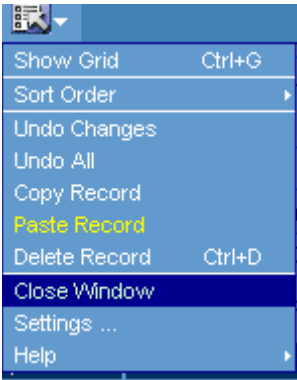 Show Grid Ctrl+G
Sort Order
Undo Changes
Undo All
Copy Record
Paste Record
Delete Record Ctrl+D
Close Window
Settings ...
Help